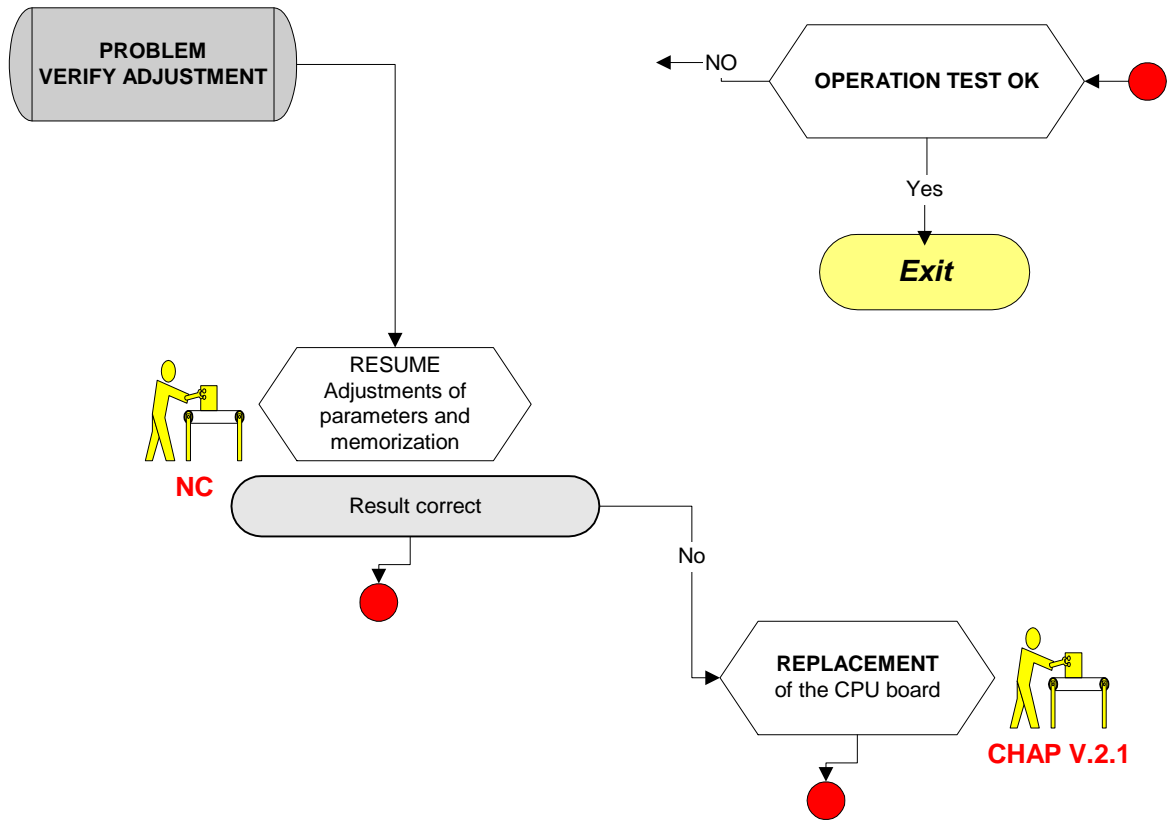 PROBLEM
VERIFY ADJUSTMENT
NO
OPERATION TEST OK
Yes
Exit
RESUME
Adjustments of
parameters and
memorization
NC
Result correct
No
REPLACEMENT
of the CPU board
CHAP V.2.1